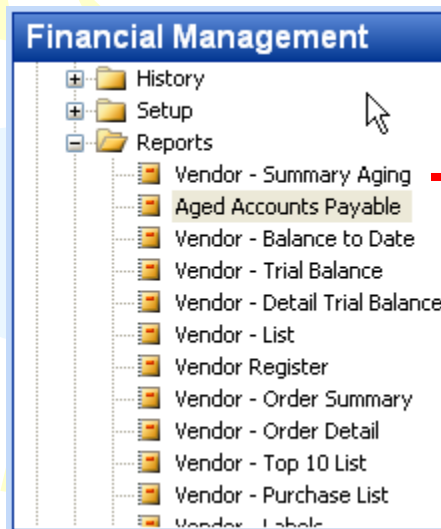 Financial Management
History
Setup
Reports
Vendor - Summary Aging
Aged Accounts Payable
Vendor - Balance to Date
Vendor - Trial Balance
Vendor - Detail Trial Balance
Vendor - List
Vendor Register
Vendor - Order Summary
Vendor - Order Detail
Vendor - Top 10 List
Vendor - Purchase List
Vendor - Labels